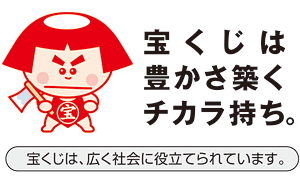 宝くじは
豊かさ築く
チカラ持ち。
宝
宝くじは、広く社会に役立てられています。